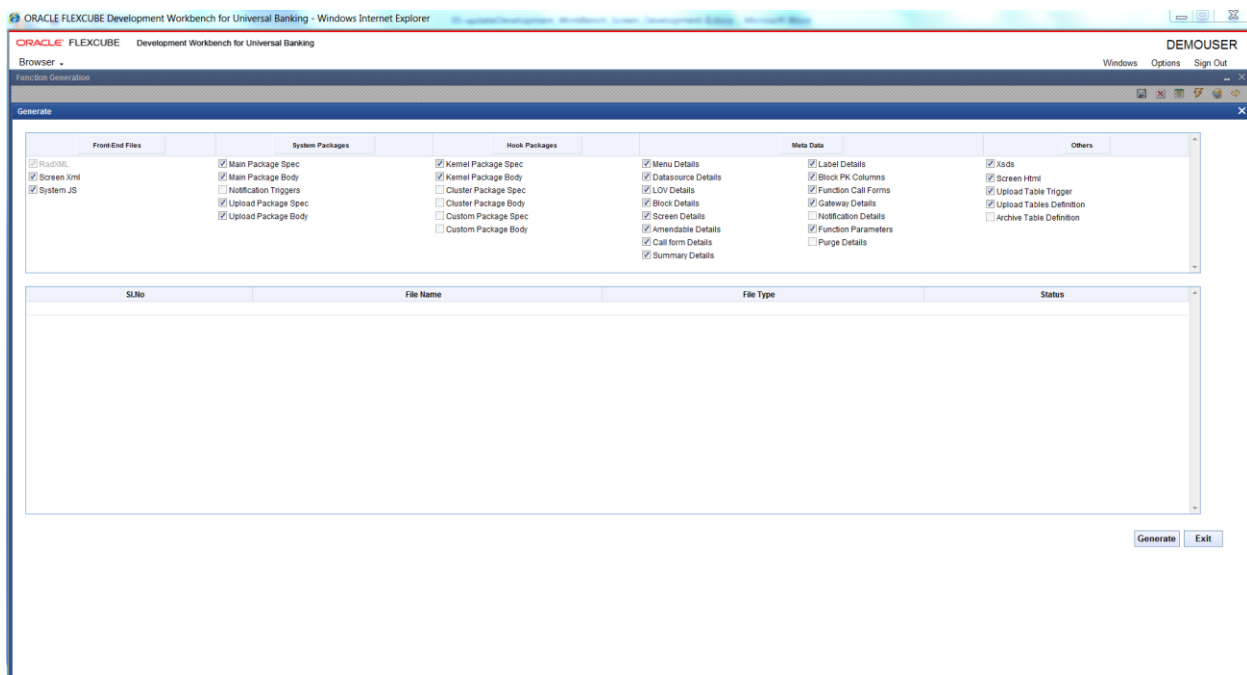 ORACLE FLEXCUBE Development Workbench for Universal Banking - Windows Internet Explorer
ORACLE FLEXCUBE Development Workbench for Universal Banking DEMOUSER
Browser Windows Options Sign Out
Function Generation
Generate
Front-End Files System Packages Hook Packages Meta Data Others
RadXML Main Package Spec Kernel Package Spec Menu Details Label Details Xsds
Screen Xml Main Package Body Kernel Package Body Datasource Details Block PK Columns Screen Html
System JS Notification Triggers Cluster Package Spec LOV Details Function Call Forms Upload Table Trigger
Upload Package Spec Cluster Package Body Block Details Gateway Details Upload Tables Definition
Upload Package Body Custom Package Spec Screen Details Notification Details Archive Table Definition
Custom Package Body Amendable Details Function Parameters
Call form Details Purge Details
Summary Details
Sl.No File Name File Type Status
Generate Exit